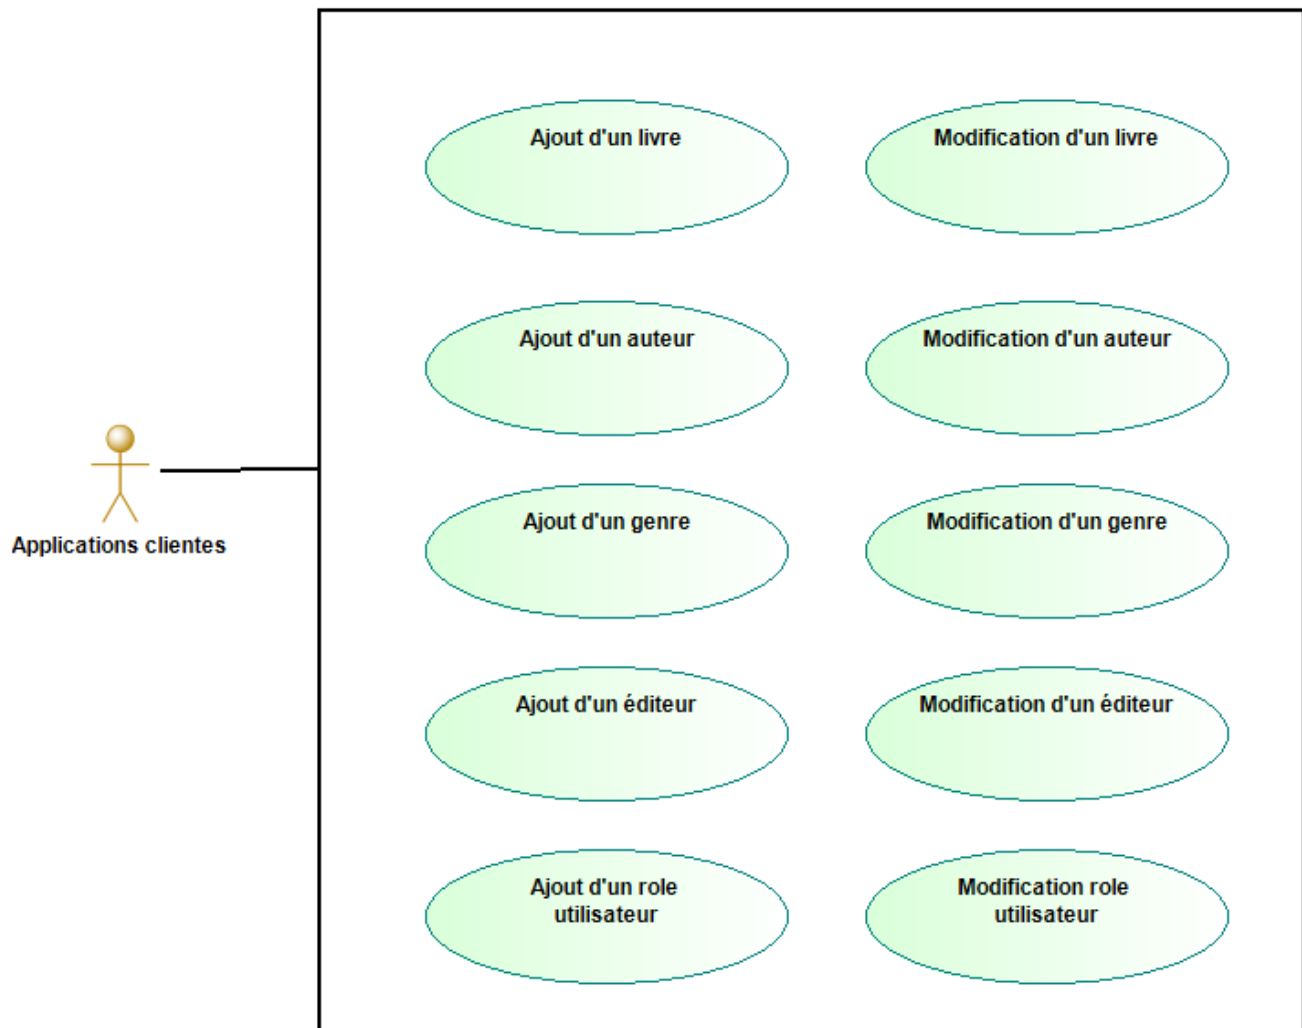 Ajout d'un livre
Modification d'un livre
Ajout d'un auteur
Modification d'un auteur
Ajout d'un genre
Modification d'un genre
Applications clientes
Ajout d'un éditeur
Modification d'un éditeur
Ajout d'un role
utilisateur
Modification role
utilisateur